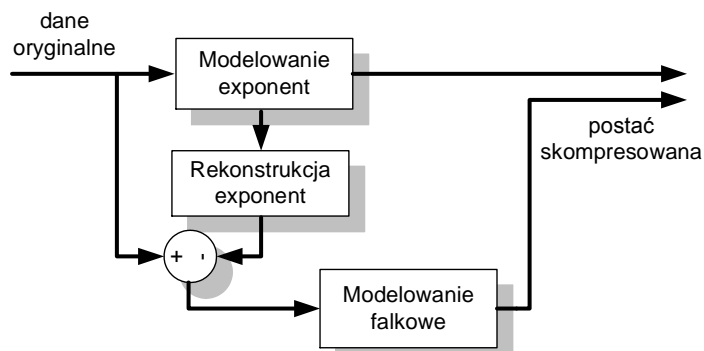 dane
oryginalne
Modelowanie
exponent
Rekonstrukcja
exponent
postać
skompresowana
+ -
Modelowanie
falkowe